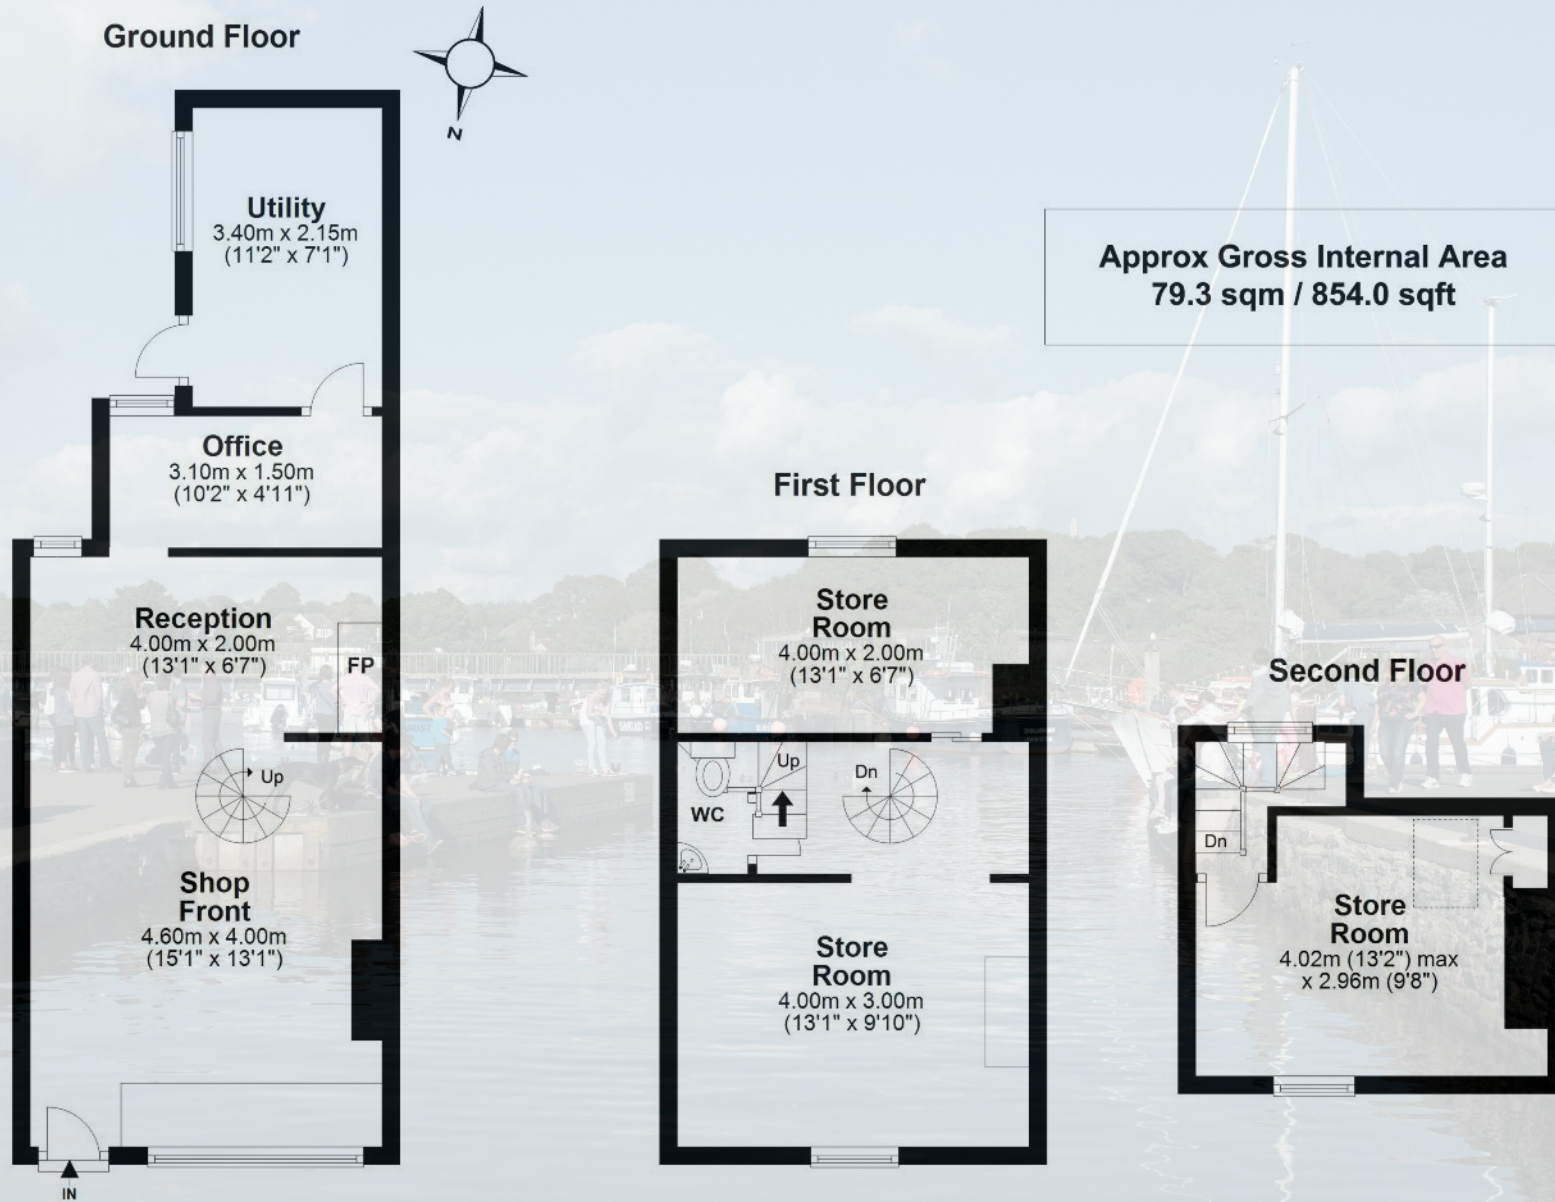 Ground Floor
N
Utility
3.40m x 2.15m
(11'2" x 7'1")
Office
3.10m x 1.50m
(10'2" x 4'11")
Reception
4.00m x 2.00m
(13'1" x 6'7")
FP
Up
Shop
Front
4.60m x 4.00m
(15'1" x 13'1")
IN
First Floor
Store
Room
4.00m x 2.00m
(13'1" x 6'7")
Up
Dn
WC
Store
Room
4.00m x 3.00m
(13'1" x 9'10")
Approx Gross Internal Area
79.3 sqm / 854.0 sqft
Second Floor
Dn
Store
Room
4.02m (13'2") max
x 2.96m (9'8")